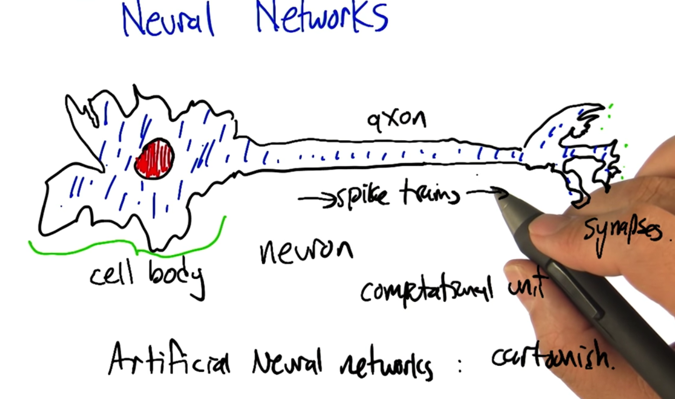 Neural Networks
axon
→ spike trains →
synapses
neuron
cell body
computational unit
Artificial Neural networks : cartoonish.